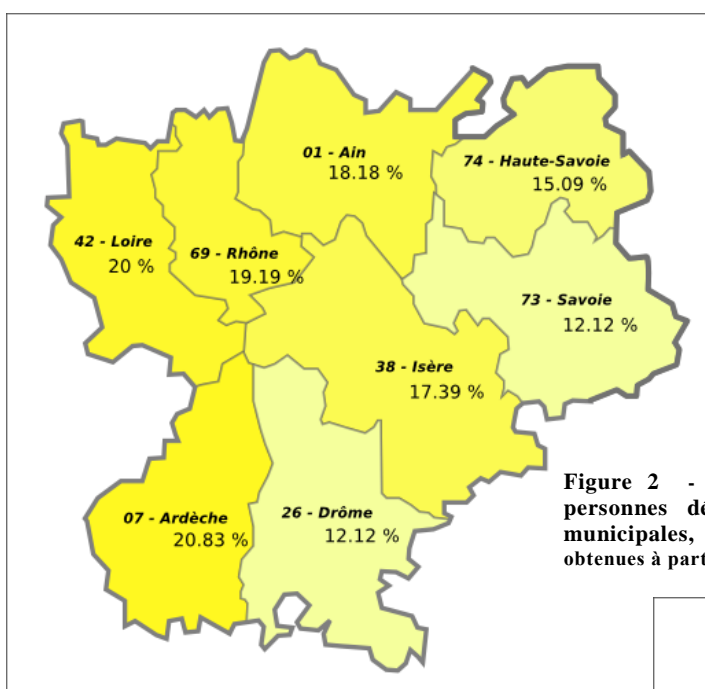 01 - Ain
18.18 %
74 - Haute-Savoie
15.09 %
42 - Loire
20 %
69 - Rhône
19.19 %
73 - Savoie
12.12 %
38 - Isère
17.39 %
07 - Ardèche
20.83 %
26 - Drôme
12.12 %
Figure 2 -
personnes dé
municipales,
obtenues à part